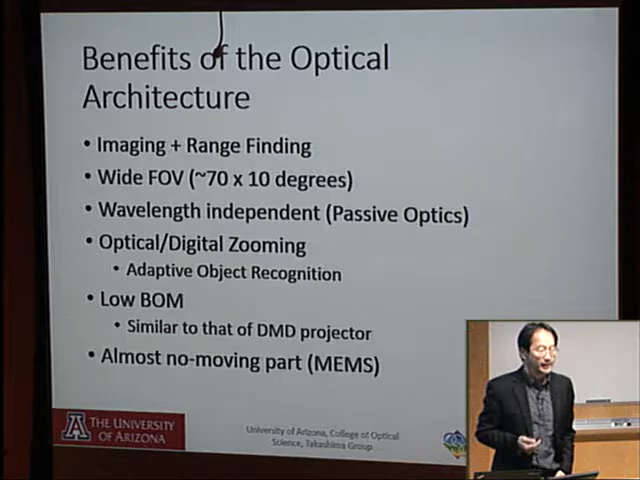 Benefits of the Optical
Architecture
• Imaging + Range Finding
• Wide FOV (~70 x 10 degrees)
• Wavelength independent (Passive Optics)
• Optical/Digital Zooming
• Adaptive Object Recognition
• Low BOM
• Similar to that of DMD projector
• Almost no-moving part (MEMS)
A THE UNIVERSITY
OF ARIZONA
University of Arizona, College of Optical
Science, Takashima Group